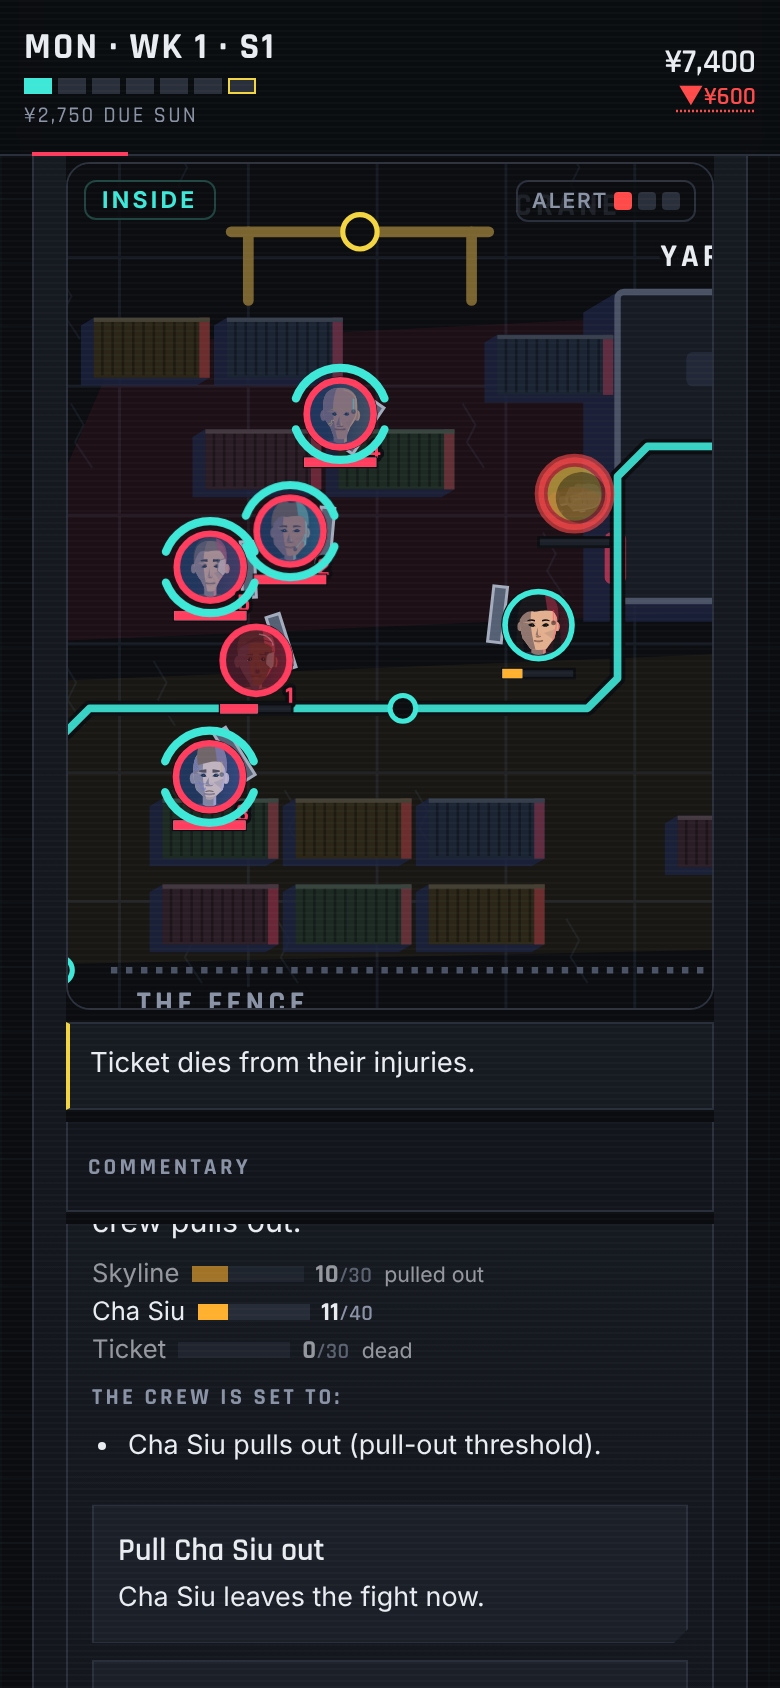 MON · WK 1 · S1
¥7,400
▼¥600
¥2,750 DUE SUN
INSIDE
ALERT
1
THE FENCE
Ticket dies from their injuries.
COMMENTARY
crew pulls out.
Skyline 10/30 pulled out
Cha Siu 11/40
Ticket 0/30 dead
THE CREW IS SET TO:
• Cha Siu pulls out (pull-out threshold).
Pull Cha Siu out
Cha Siu leaves the fight now.